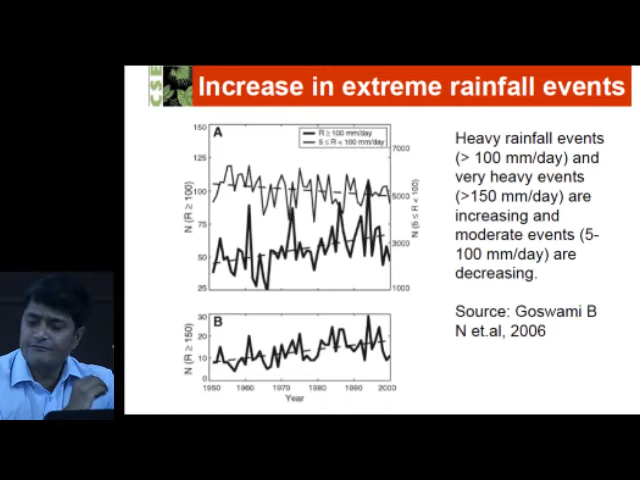 CSE
Increase in extreme rainfall events
A
R ≥ 100 mm/day
5 ≤ R < 100 mm/day
150
125
100
75
50
25
N (R ≥ 100)
7000
5000
3000
1000
N (5 ≤ R < 100)
B
30
20
10
0
N (R ≥ 150)
1950 1960 1970 1980 1990 2000
Year
Heavy rainfall events
(> 100 mm/day) and
very heavy events
(>150 mm/day) are
increasing and
moderate events (5-
100 mm/day) are
decreasing.
Source: Goswami B
N et.al, 2006